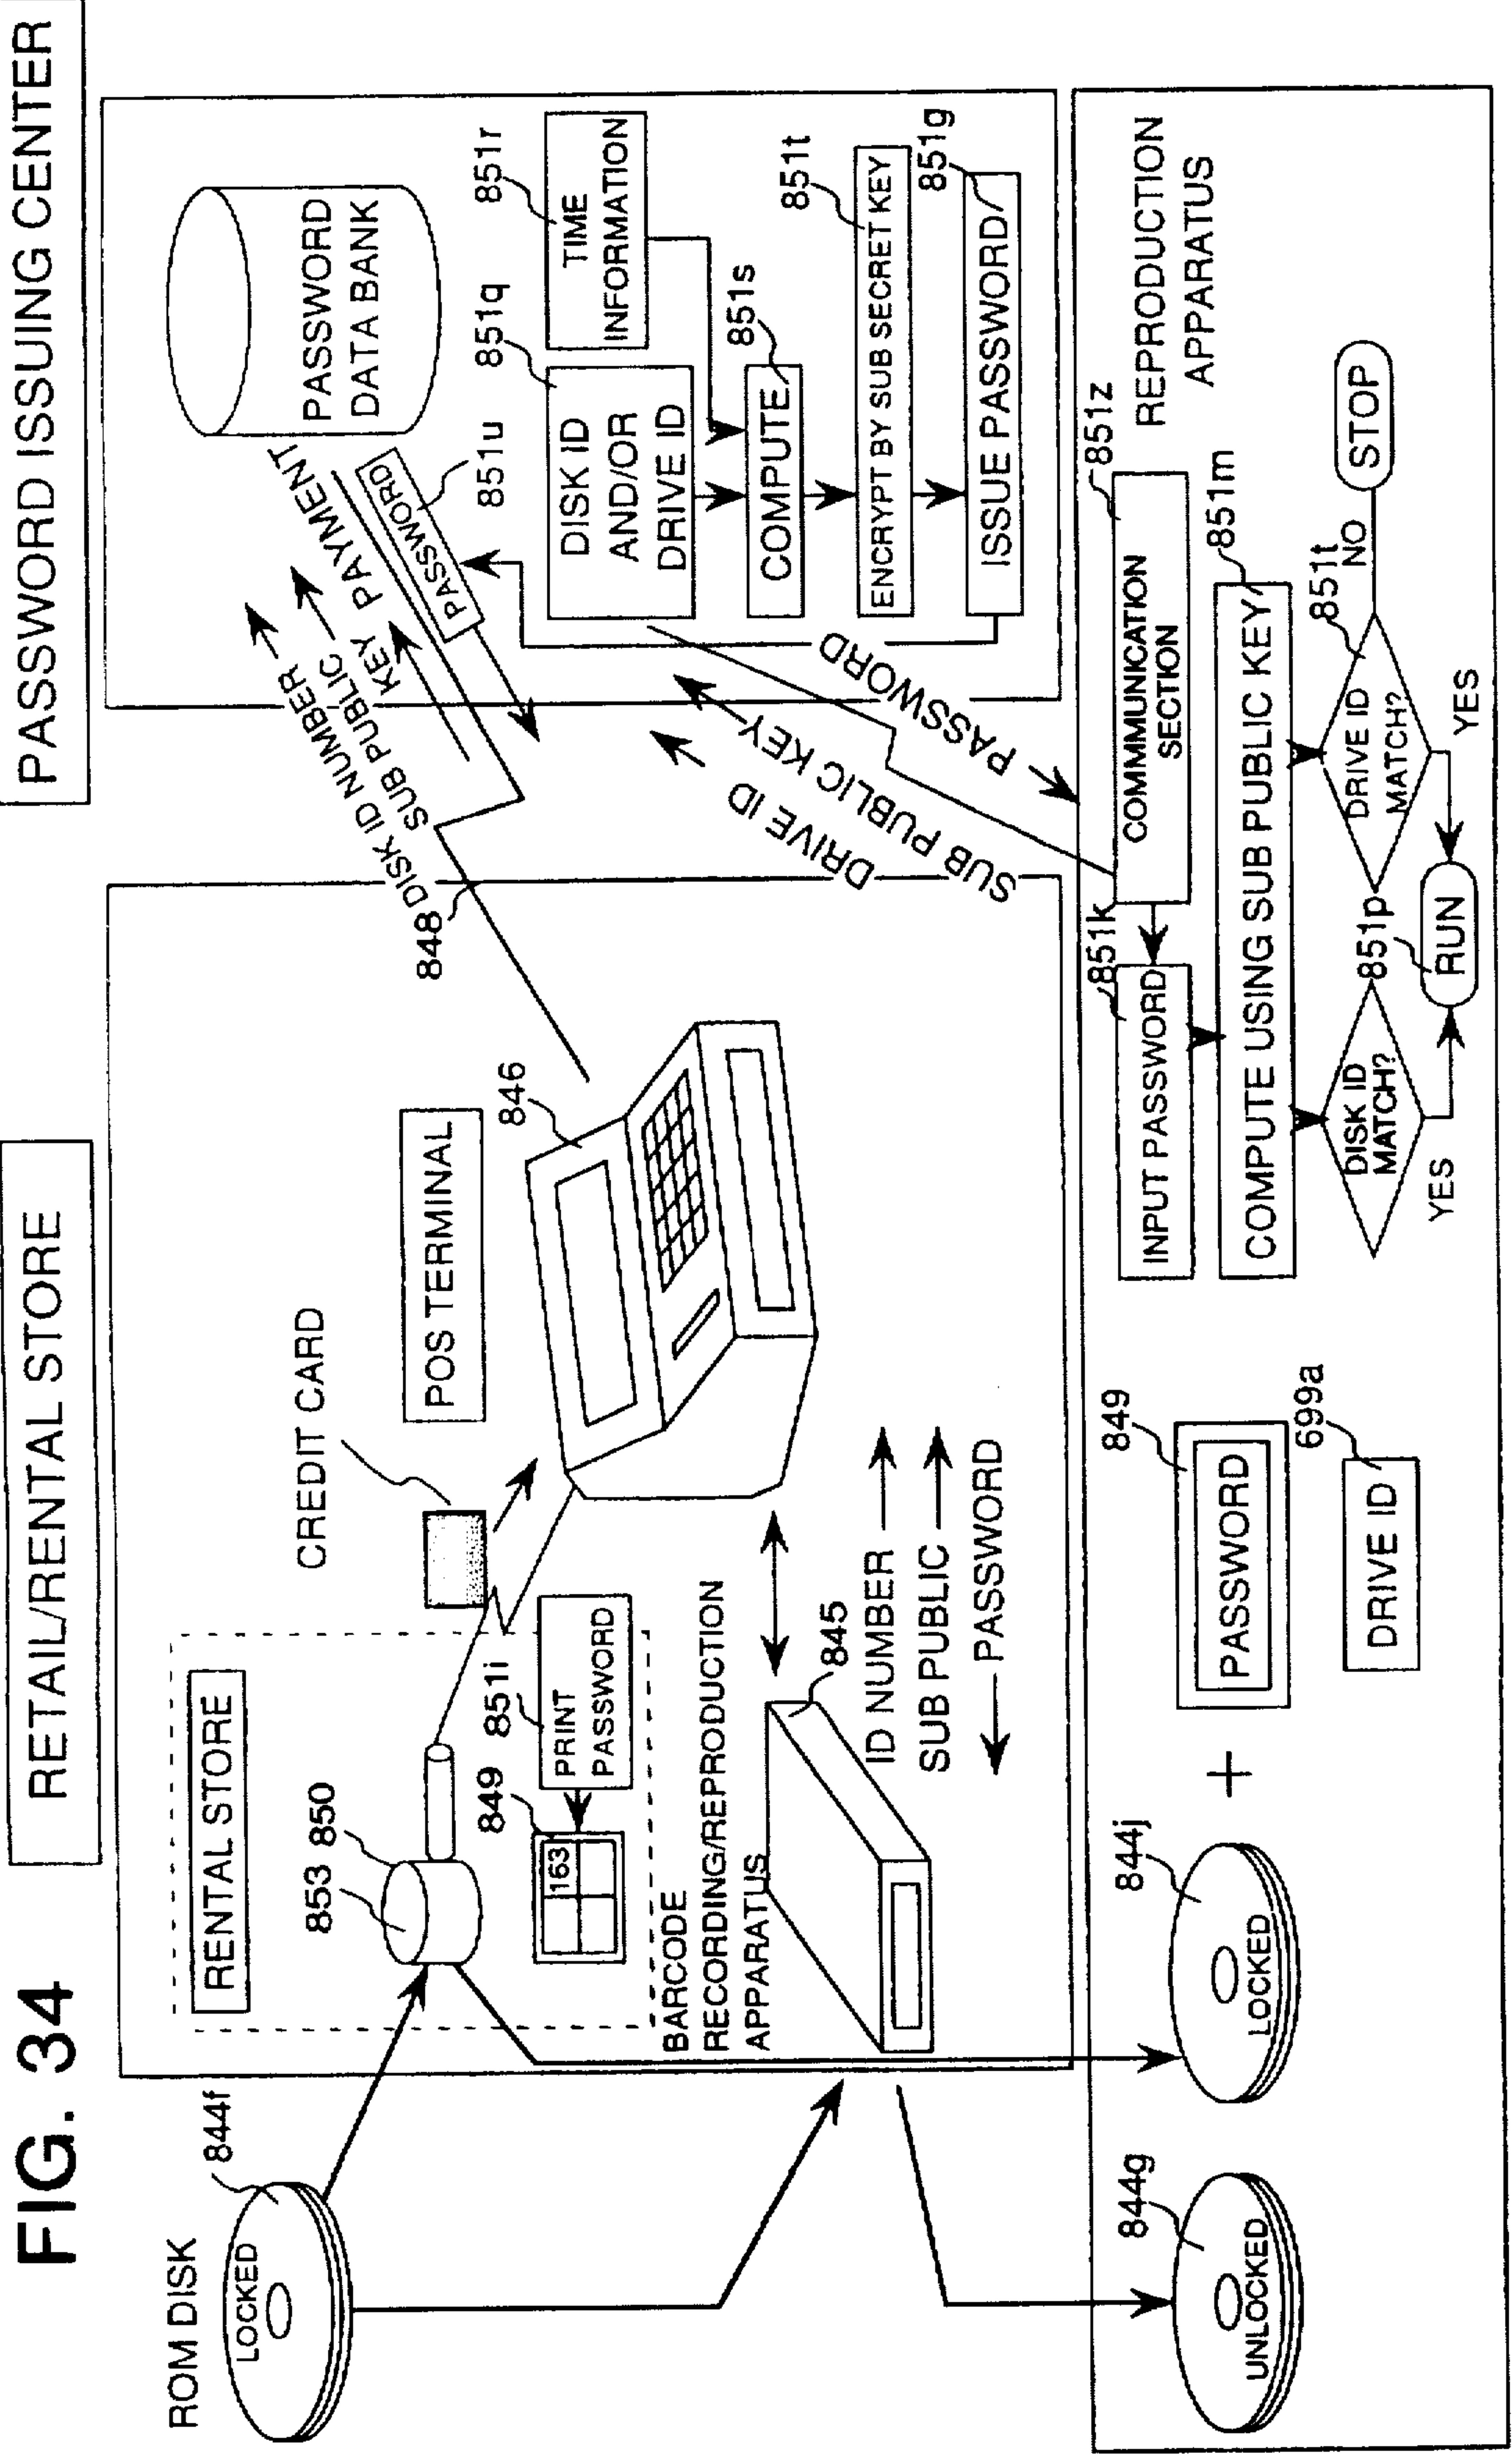 FIG. 34
RETAIL/RENTAL STORE
PASSWORD ISSUING CENTER
ROM DISK
844f
LOCKED
RENTAL STORE
853
850
849
163
851i
PRINT
PASSWORD
CREDIT CARD
POS TERMINAL
846
BARCODE
RECORDING/REPRODUCTION
APPARATUS
845
ID NUMBER
SUB PUBLIC
PASSWORD
848
DISK ID NUMBER
SUB PUBLIC
KEY
PAYMENT
PASSWORD
851u
PASSWORD
DATA BANK
851q
DISK ID
AND/OR
DRIVE ID
851r
TIME
INFORMATION
851s
COMPUTE
851t
ENCRYPT BY SUB SECRET KEY
851g
ISSUE PASSWORD
PASSWORD
SUB PUBLIC KEY
DRIVE ID
844g
UNLOCKED
844j
LOCKED
+
849
PASSWORD
699a
DRIVE ID
REPRODUCTION
APPARATUS
851z
COMMMUNICATION
SECTION
851k
INPUT PASSWORD
851m
COMPUTE USING SUB PUBLIC KEY
DISK ID
MATCH?
YES
851p
RUN
851t
DRIVE ID
MATCH?
NO
STOP
YES